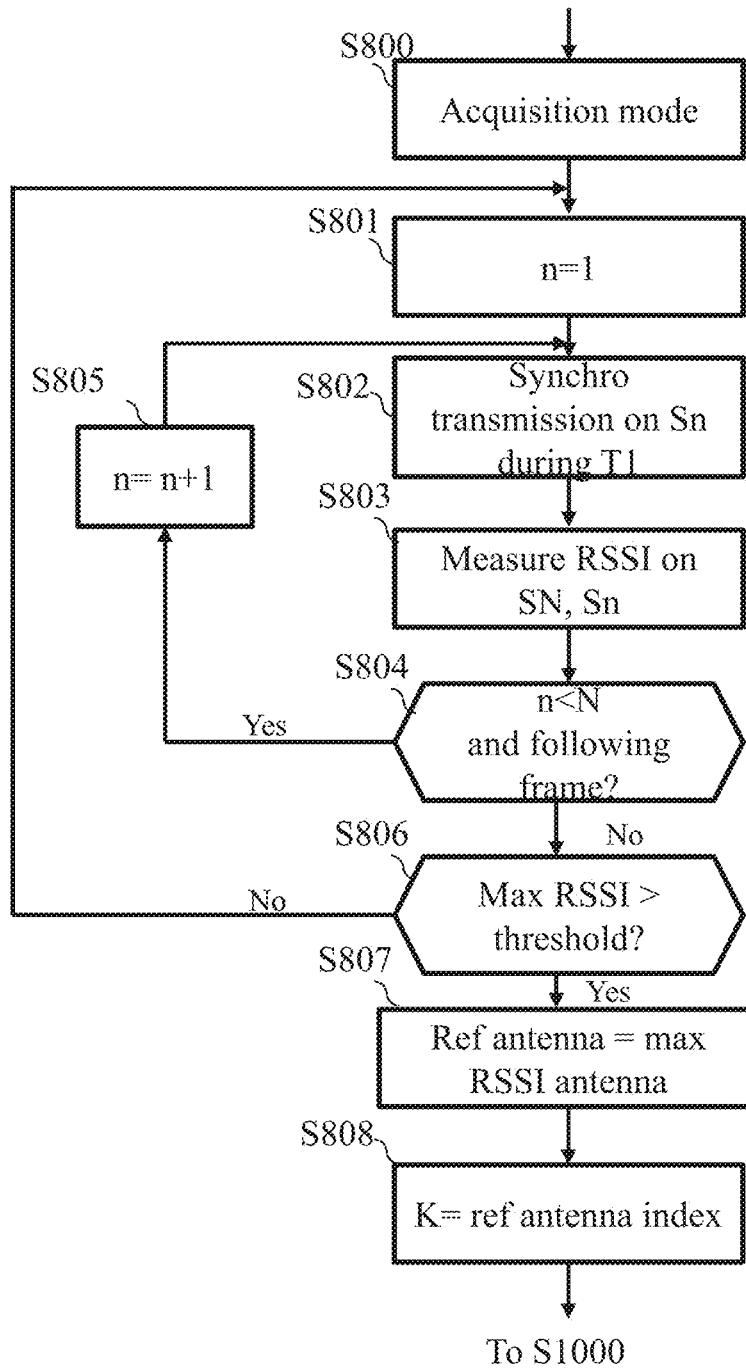 S800
Acquisition mode
S801
n=1
S805
n= n+1
S802
Synchro
transmission on Sn
during T1
S803
Measure RSSI on
SN, Sn
S804
n<N
and following
frame?
Yes
No
S806
Max RSSI >
threshold?
No
Yes
S807
Ref antenna = max
RSSI antenna
S808
K= ref antenna index
To S1000